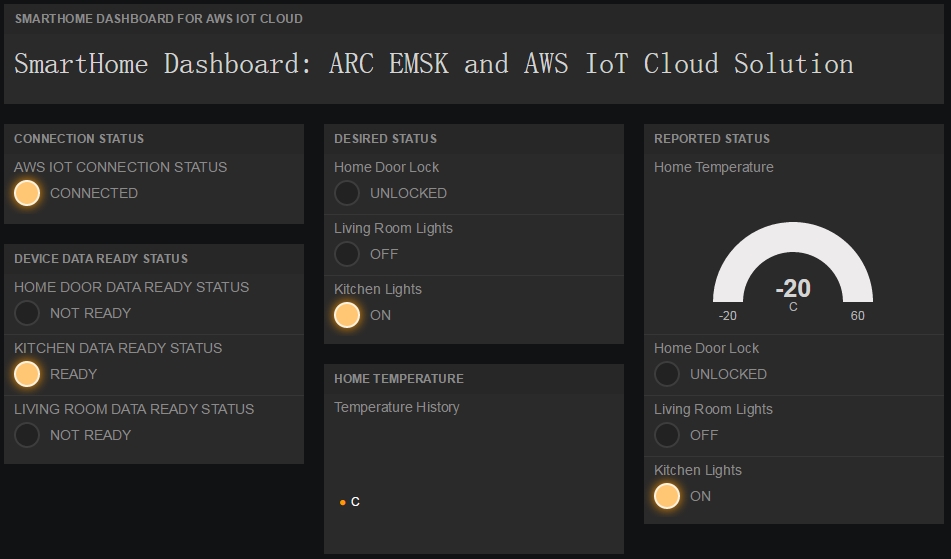 SMARTHOME DASHBOARD FOR AWS IOT CLOUD
SmartHome Dashboard: ARC EMSK and AWS IoT Cloud Solution
CONNECTION STATUS
AWS IOT CONNECTION STATUS
CONNECTED
DEVICE DATA READY STATUS
HOME DOOR DATA READY STATUS
NOT READY
KITCHEN DATA READY STATUS
READY
LIVING ROOM DATA READY STATUS
NOT READY
DESIRED STATUS
Home Door Lock
UNLOCKED
Living Room Lights
OFF
Kitchen Lights
ON
HOME TEMPERATURE
Temperature History
C
REPORTED STATUS
Home Temperature
-20
C
-20 60
Home Door Lock
UNLOCKED
Living Room Lights
OFF
Kitchen Lights
ON